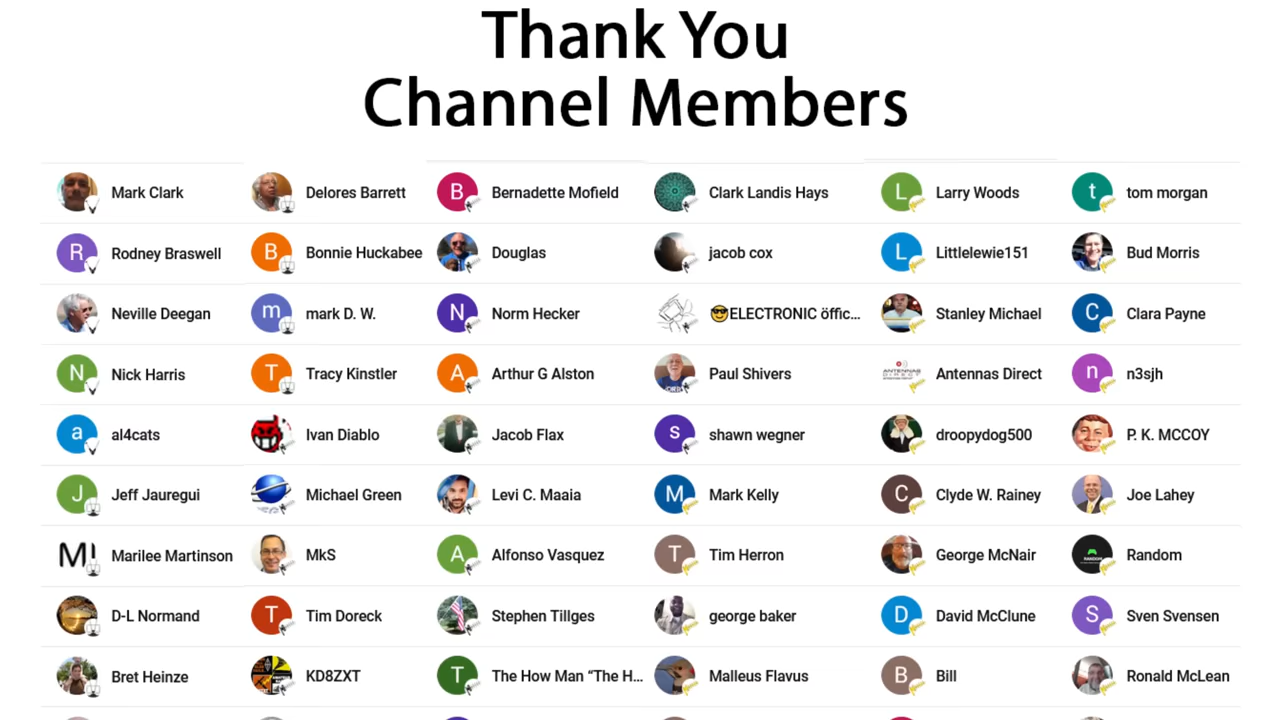 Thank You
Channel Members
Mark Clark Delores Barrett B Bernadette Mofield Clark Landis Hays L Larry Woods t tom morgan
R Rodney Braswell B Bonnie Huckabee Douglas jacob cox L Littlelewie151 Bud Morris
Neville Deegan m mark D. W. N Norm Hecker 😎ELECTRONIC öffic... Stanley Michael C Clara Payne
N Nick Harris T Tracy Kinstler A Arthur G Alston Paul Shivers ANTENNAS DIRECT Antennas Direct n n3sjh
a al4cats Ivan Diablo Jacob Flax s shawn wegner droopydog500 P. K. MCCOY
J Jeff Jauregui Michael Green Levi C. Maaia M Mark Kelly C Clyde W. Rainey Joe Lahey
M! Marilee Martinson MkS A Alfonso Vasquez T Tim Herron George McNair RANDOM Random
D-L Normand T Tim Doreck Stephen Tillges george baker D David McClune S Sven Svensen
Bret Heinze KD8ZXT T The How Man “The H... Malleus Flavus B Bill Ronald McLean